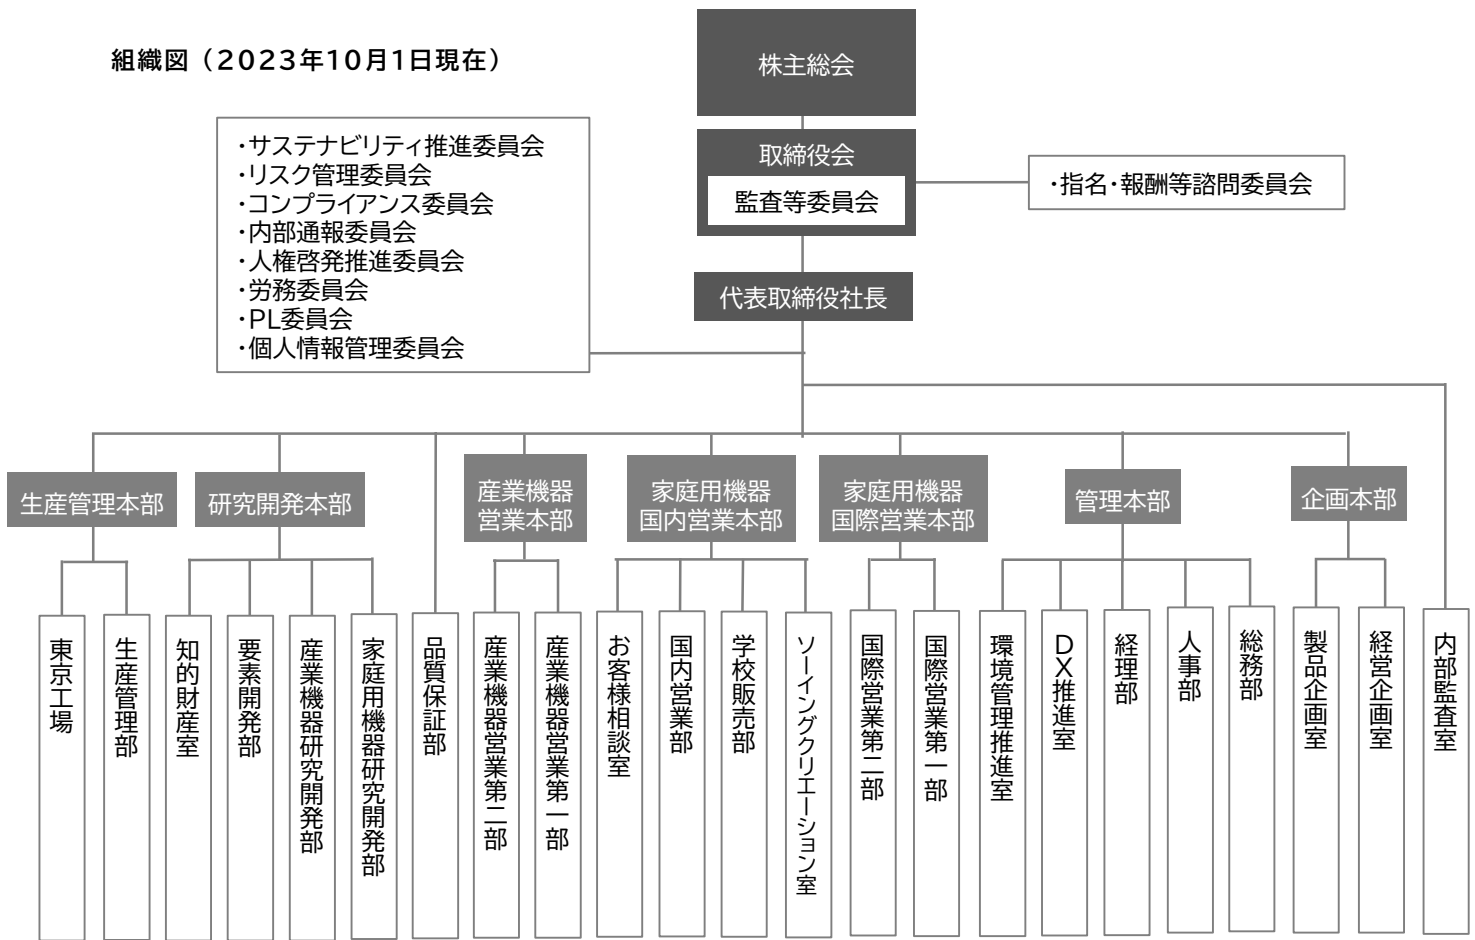 組織図（2023年10月1日現在）
株主総会
取締役会
監査等委員会
・指名・報酬等諮問委員会
・サステナビリティ推進委員会
・リスク管理委員会
・コンプライアンス委員会
・内部通報委員会
・人権啓発推進委員会
・労務委員会
・PL委員会
・個人情報管理委員会
代表取締役社長
生産管理本部
研究開発本部
産業機器
営業本部
家庭用機器
国内営業本部
家庭用機器
国際営業本部
管理本部
企画本部
東京工場
生産管理部
知的財産室
要素開発部
産業機器研究開発部
家庭用機器研究開発部
品質保証部
産業機器営業第二部
産業機器営業第一部
お客様相談室
国内営業部
学校販売部
ソーイングクリエーション室
国際営業第二部
国際営業第一部
環境管理推進室
DX推進室
経理部
人事部
総務部
製品企画室
経営企画室
内部監査室